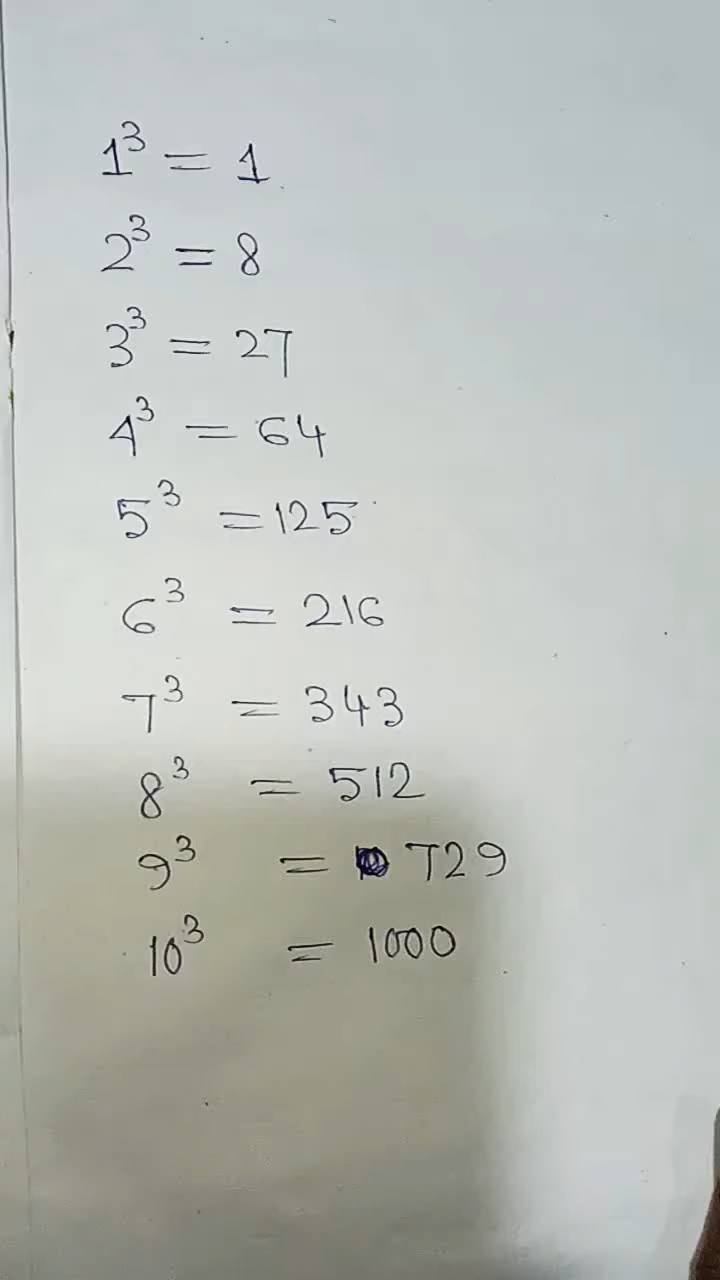 1³ = 1
2³ = 8
3³ = 27
4³ = 64
5³ = 125
6³ = 216
7³ = 343
8³ = 512
9³ = 729
10³ = 1000